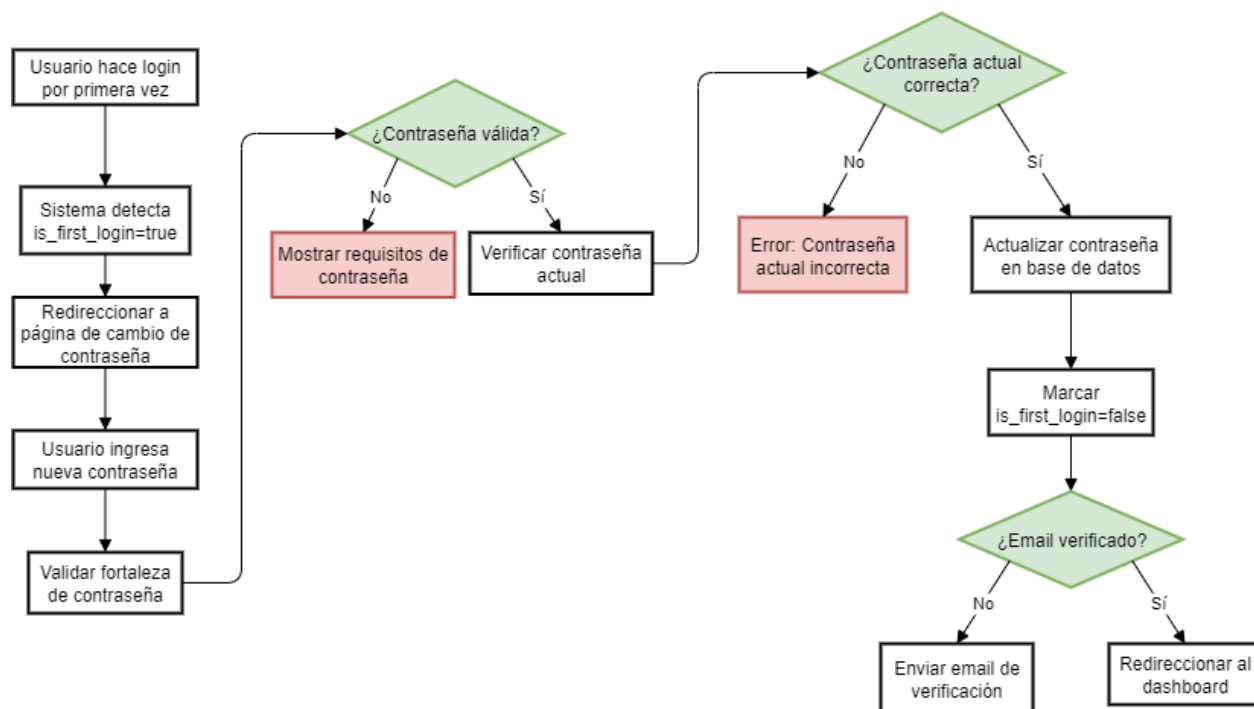 Usuario hace login
por primera vez
Sistema detecta
is_first_login=true
Redireccionar a
página de cambio de
contraseña
Usuario ingresa
nueva contraseña
Validar fortaleza
de contraseña
¿Contraseña válida?
No
Sí
Mostrar requisitos de
contraseña
Verificar contraseña
actual
¿Contraseña actual
correcta?
No
Sí
Error: Contraseña
actual incorrecta
Actualizar contraseña
en base de datos
Marcar
is_first_login=false
¿Email verificado?
No
Sí
Enviar email de
verificación
Redireccionar al
dashboard